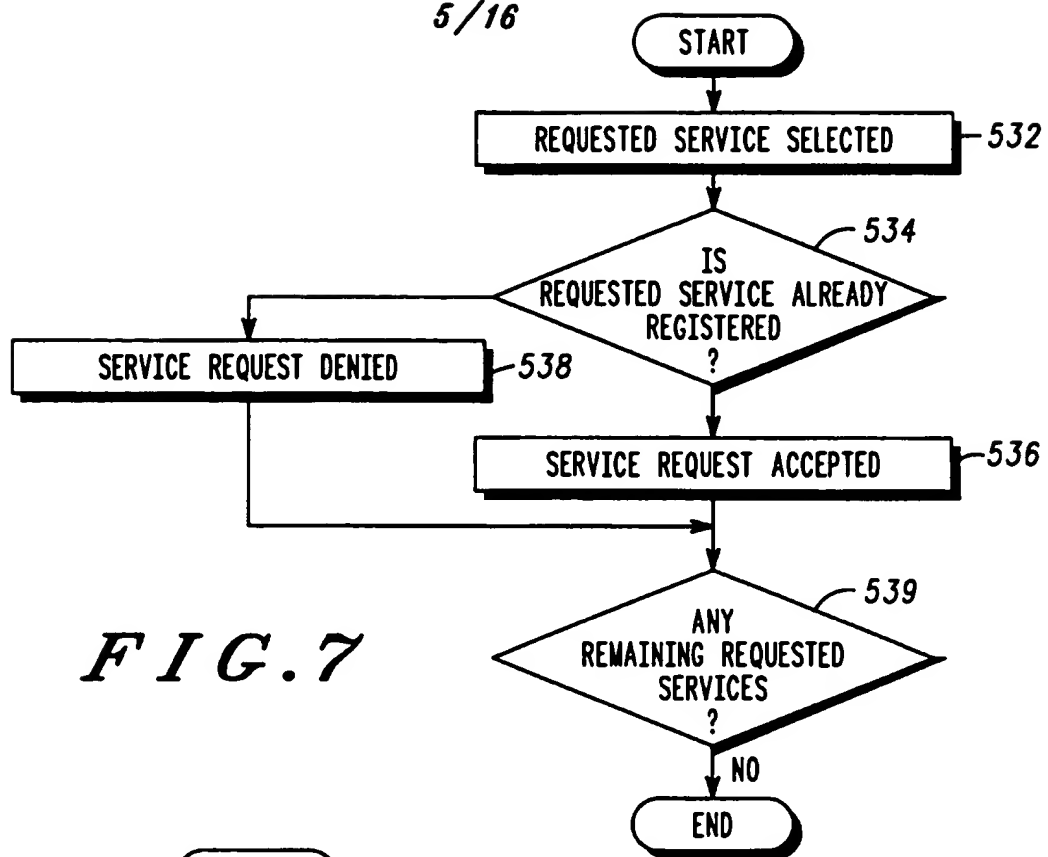 5/16
START
REQUESTED SERVICE SELECTED
532
534
IS
REQUESTED SERVICE ALREADY
REGISTERED
?
SERVICE REQUEST DENIED
538
SERVICE REQUEST ACCEPTED
536
539
ANY
REMAINING REQUESTED
SERVICES
?
FIG.7
NO
END